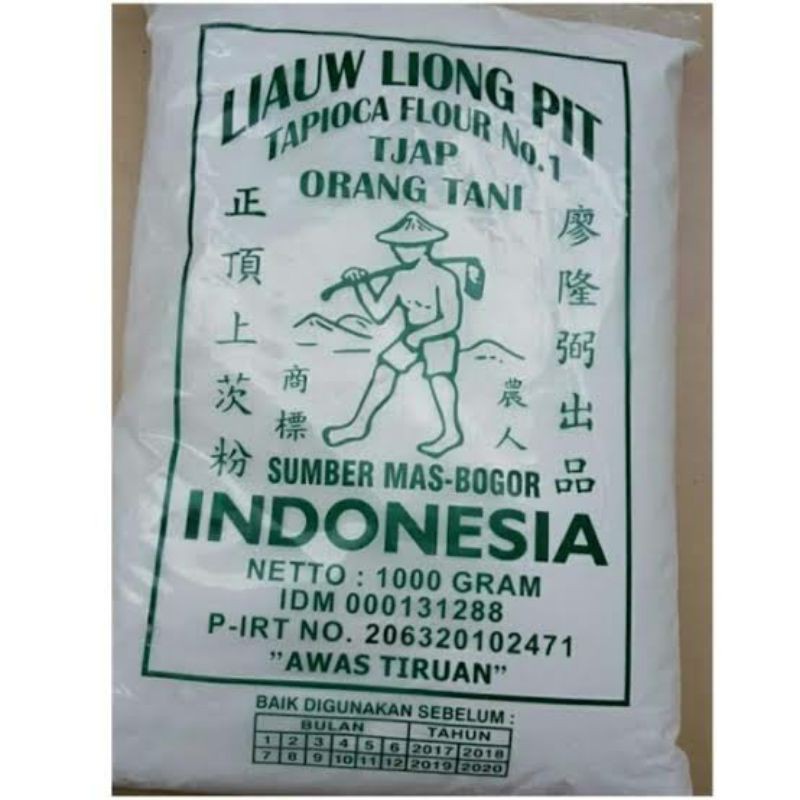 LIAUW LIONG PIT
TAPIOCA FLOUR No.1
TJAP
ORANG TANI
正頂上茨粉
廖隆弼出品
商標
農人
SUMBER MAS-BOGOR
INDONESIA
NETTO : 1000 GRAM
IDM 000131288
P-IRT NO. 206320102471
"AWAS TIRUAN"
BAIK DIGUNAKAN SEBELUM :
BULAN TAHUN
1 2 3 4 5 6 2017 2018
7 8 9 10 11 12 2019 2020